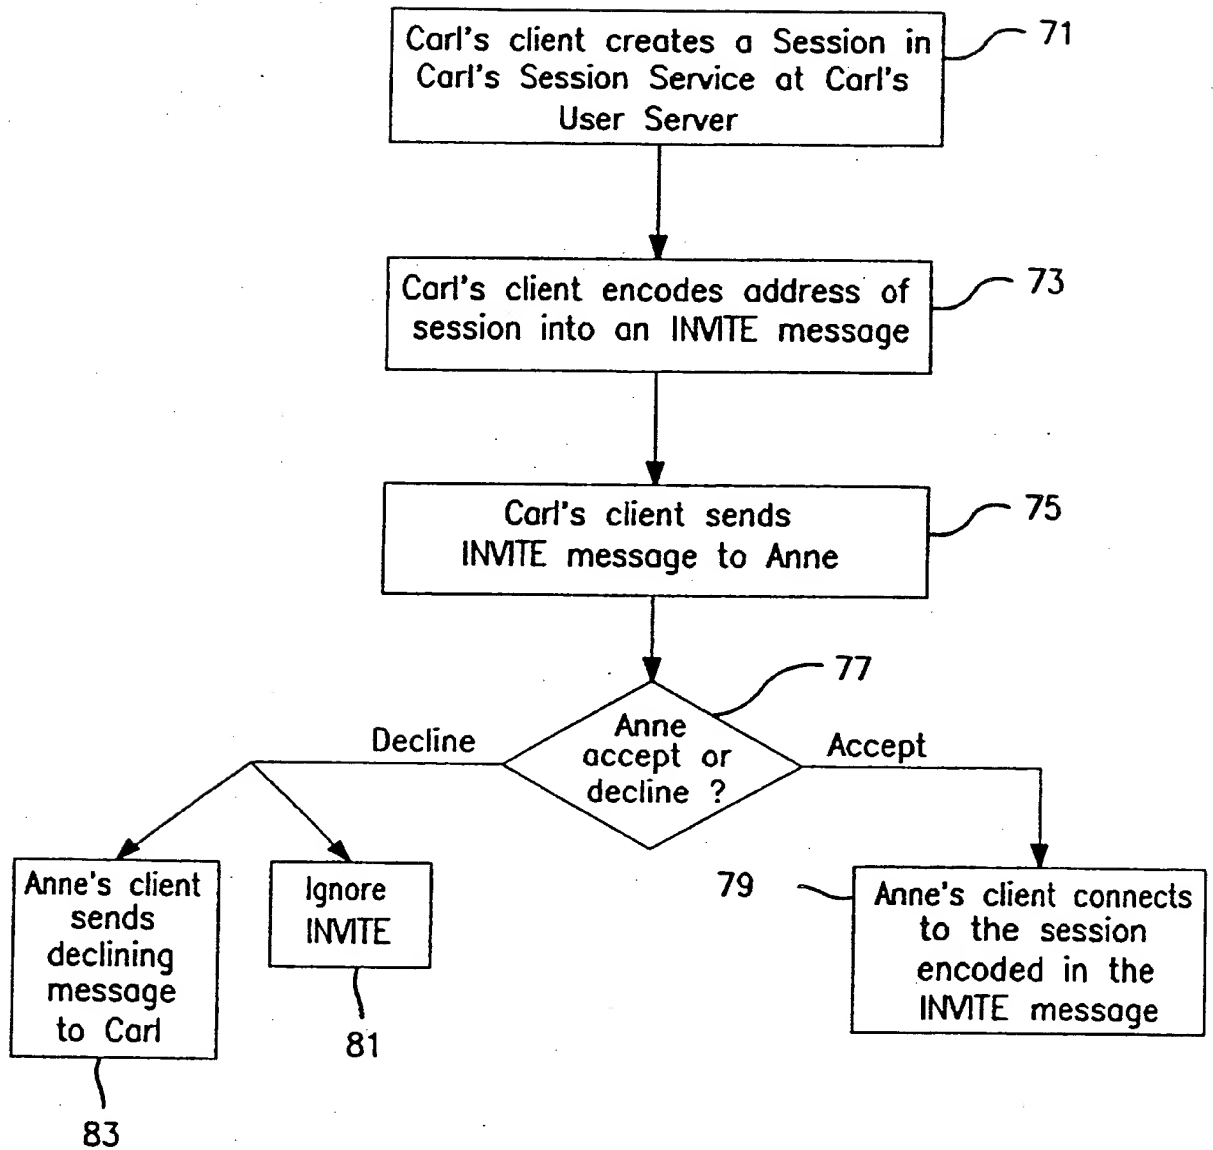 Carl's client creates a Session in
Carl's Session Service at Carl's
User Server
71
Carl's client encodes address of
session into an INVITE message
73
Carl's client sends
INVITE message to Anne
75
77
Anne
accept or
decline ?
Decline
Accept
Anne's client
sends
declining
message
to Carl
83
Ignore
INVITE
81
79
Anne's client connects
to the session
encoded in the
INVITE message